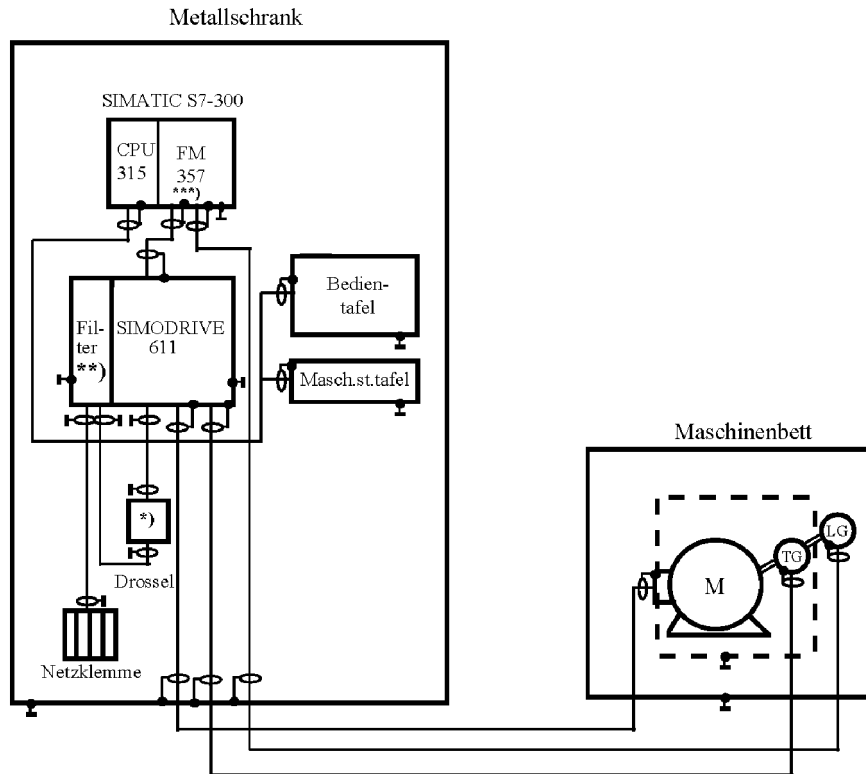 Metallschrank
SIMATIC S7-300
CPU
315
FM
357
***)
Fil-
ter
**)
SIMODRIVE
611
Bedien-
tafel
Masch.st.tafel
*)
Drossel
Netzklemme
Maschinenbett
M
TG
LG